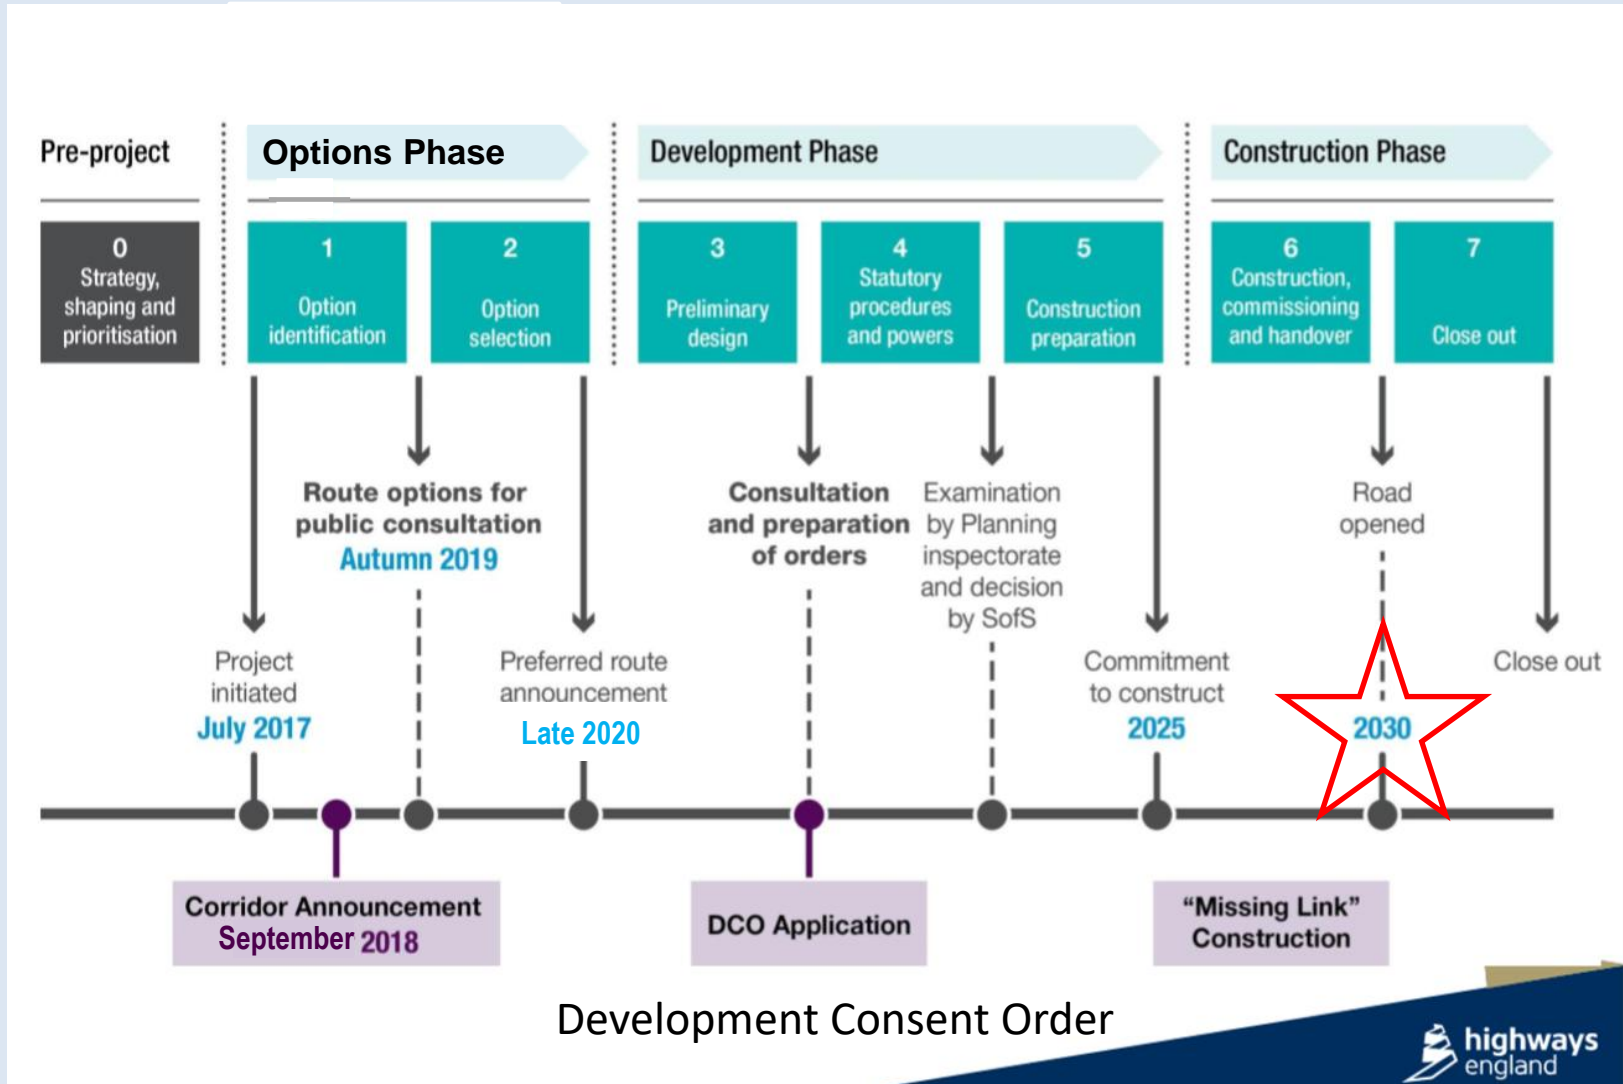 Pre-project
Options Phase
Development Phase
Construction Phase
0
Strategy,
shaping and
prioritisation
1
Option
identification
2
Option
selection
3
Preliminary
design
4
Statutory
procedures
and powers
5
Construction
preparation
6
Construction,
commissioning
and handover
7
Close out
Route options for
public consultation
Autumn 2019
Consultation
and preparation
of orders
Examination
by Planning
inspectorate
and decision
by SofS
Road
opened
Project
initiated
July 2017
Preferred route
announcement
Late 2020
Commitment
to construct
2025
2030
Close out
Corridor Announcement
September 2018
DCO Application
“Missing Link”
Construction
Development Consent Order
highways
england